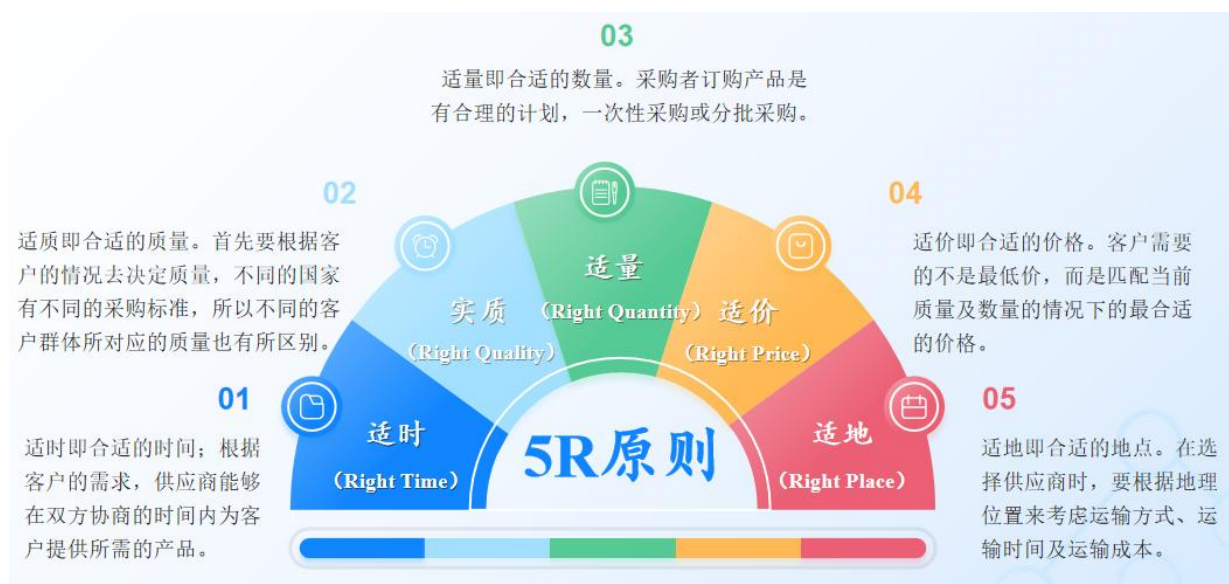 03
适量即合适的数量。采购者订购产品是
有合理的计划，一次性采购或分批采购。
02
适质即合适的质量。首先要根据客
户的情况去决定质量，不同的国家
有不同的采购标准，所以不同的客
户群体所对应的质量也有所区别。
04
适价即合适的价格。客户需要
的不是最低价，而是匹配当前
质量及数量的情况下的最合适
的价格。
适量
（Right Quantity）
实质
（Right Quality）
适价
（Right Price）
01
适时即合适的时间；根据
客户的需求，供应商能够
在双方协商的时间内为客
户提供所需的产品。
适时
（Right Time）
5R原则
适地
（Right Place）
05
适地即合适的地点。在选
择供应商时，要根据地理
位置来考虑运输方式、运
输时间及运输成本。